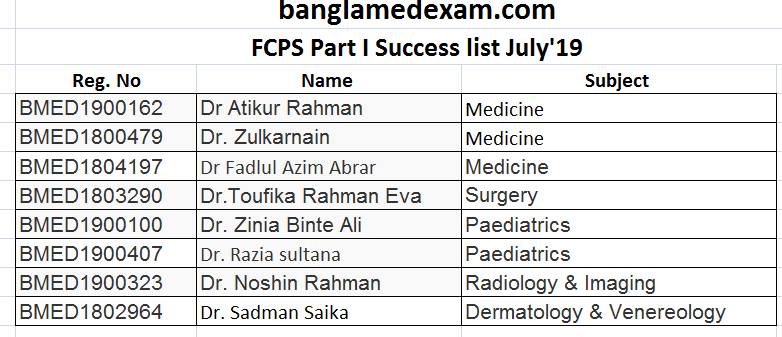 banglamedexam.com
FCPS Part I Success list July'19
Reg. No Name Subject
BMED1900162 Dr Atikur Rahman Medicine
BMED1800479 Dr. Zulkarnain Medicine
BMED1804197 Dr Fadlul Azim Abrar Medicine
BMED1803290 Dr.Toufika Rahman Eva Surgery
BMED1900100 Dr. Zinia Binte Ali Paediatrics
BMED1900407 Dr. Razia sultana Paediatrics
BMED1900323 Dr. Noshin Rahman Radiology & Imaging
BMED1802964 Dr. Sadman Saika Dermatology & Venereology